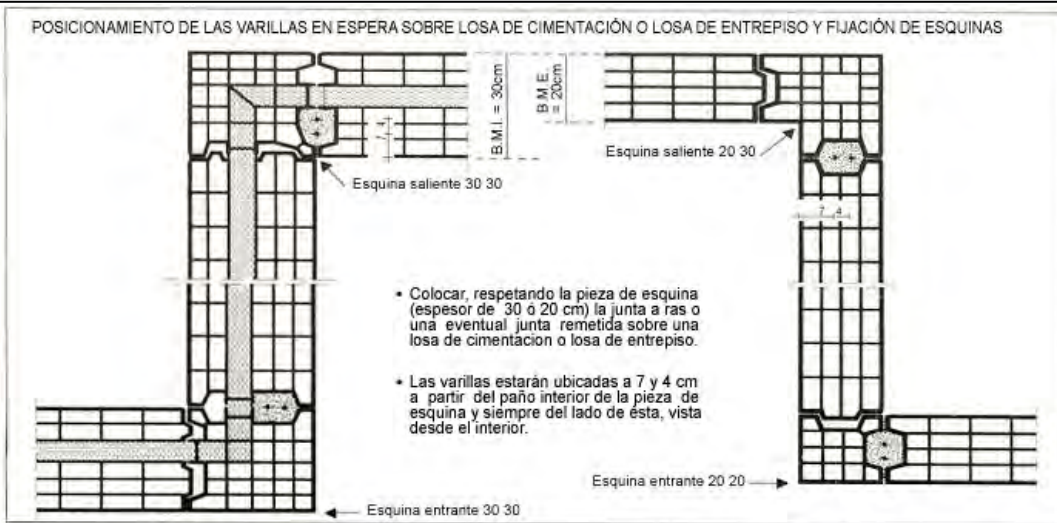 POSICIONAMIENTO DE LAS VARILLAS EN ESPERA SOBRE LOSA DE CIMENTACIÓN O LOSA DE ENTREPISO Y FIJACIÓN DE ESQUINAS
B.M.I. = 30cm
B.M.E.
= 20cm
7 4
Esquina saliente 30 30
Esquina saliente 20 30
7 4
• Colocar, respetando la pieza de esquina
(espesor de 30 ó 20 cm) la junta a ras o
una eventual junta remetida sobre una
losa de cimentacion o losa de entrepiso.
• Las varillas estarán ubicadas a 7 y 4 cm
a partir del paño interior de la pieza de
esquina y siempre del lado de ésta, vista
desde el interior.
Esquina entrante 20 20
Esquina entrante 30 30